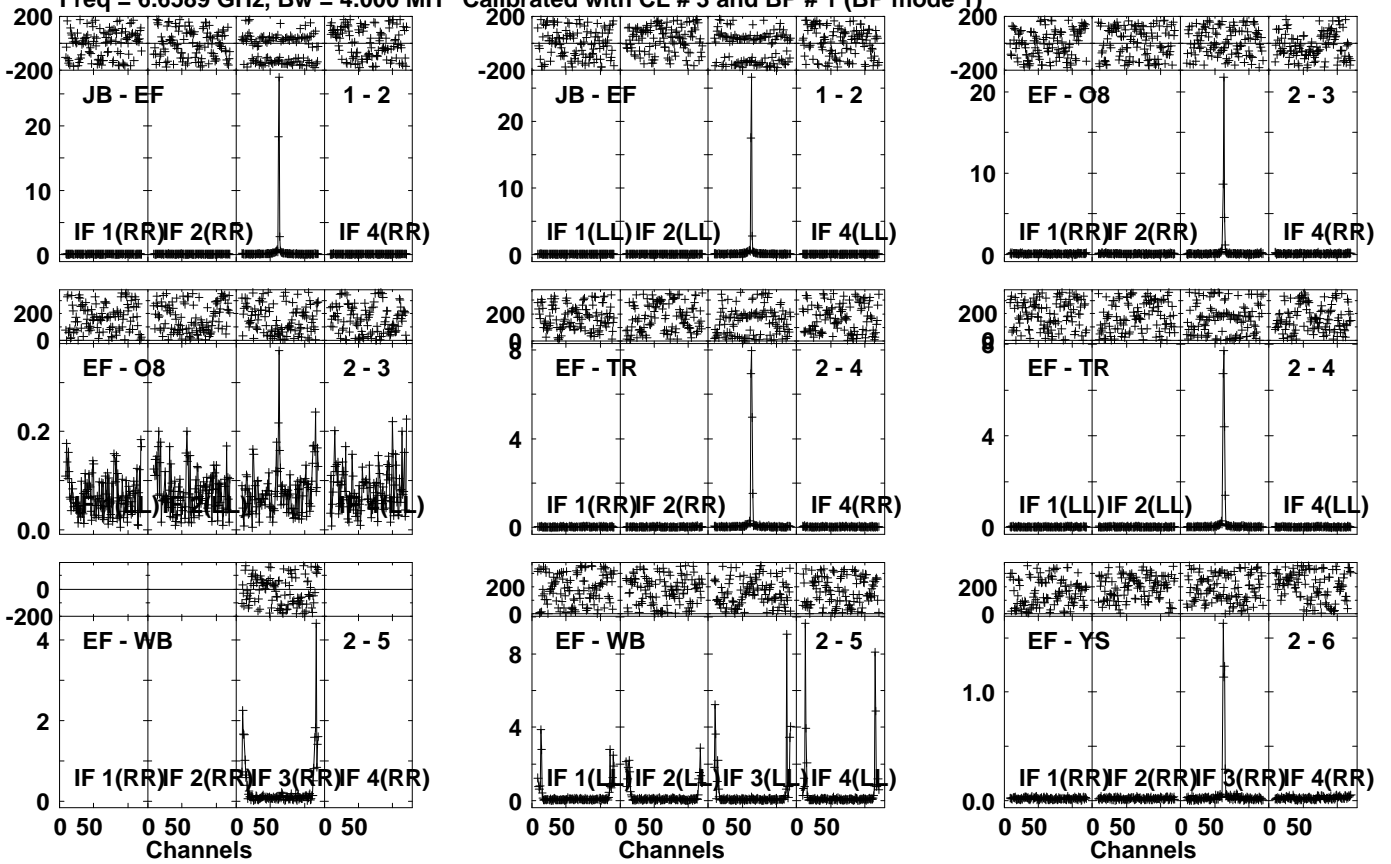 Freq = 6.6589 GHz, Bw = 4.000 MH Calibrated with CL # 3 and BP # 1 (BP mode 1)
200
-200
JB - EF 1 - 2
20
10
0
IF 1(RR) IF 2(RR) IF 4(RR)
200
-200
JB - EF 1 - 2
20
10
0
IF 1(LL) IF 2(LL) IF 4(LL)
200
-200
EF - O8 2 - 3
20
10
0
IF 1(RR) IF 2(RR) IF 4(RR)
200
0
EF - O8 2 - 3
0.2
0.0
IF 2(LL) IF 4(LL)
200
0
EF - TR 2 - 4
8
4
0
IF 1(RR) IF 2(RR) IF 4(RR)
200
0
EF - TR 2 - 4
8
4
0
IF 1(LL) IF 2(LL) IF 4(LL)
0
-200
EF - WB 2 - 5
4
2
0
IF 1(RR) IF 2(RR) IF 3(RR) IF 4(RR)
0 50 0 50 0 50 0 50
Channels
200
0
EF - WB 2 - 5
8
4
0
IF 1(LL) IF 2(LL) IF 3(LL) IF 4(LL)
0 50 0 50 0 50 0 50
Channels
200
0
EF - YS 2 - 6
1.0
0.0
IF 1(RR) IF 2(RR) IF 3(RR) IF 4(RR)
0 50 0 50 0 50 0 50
Channels